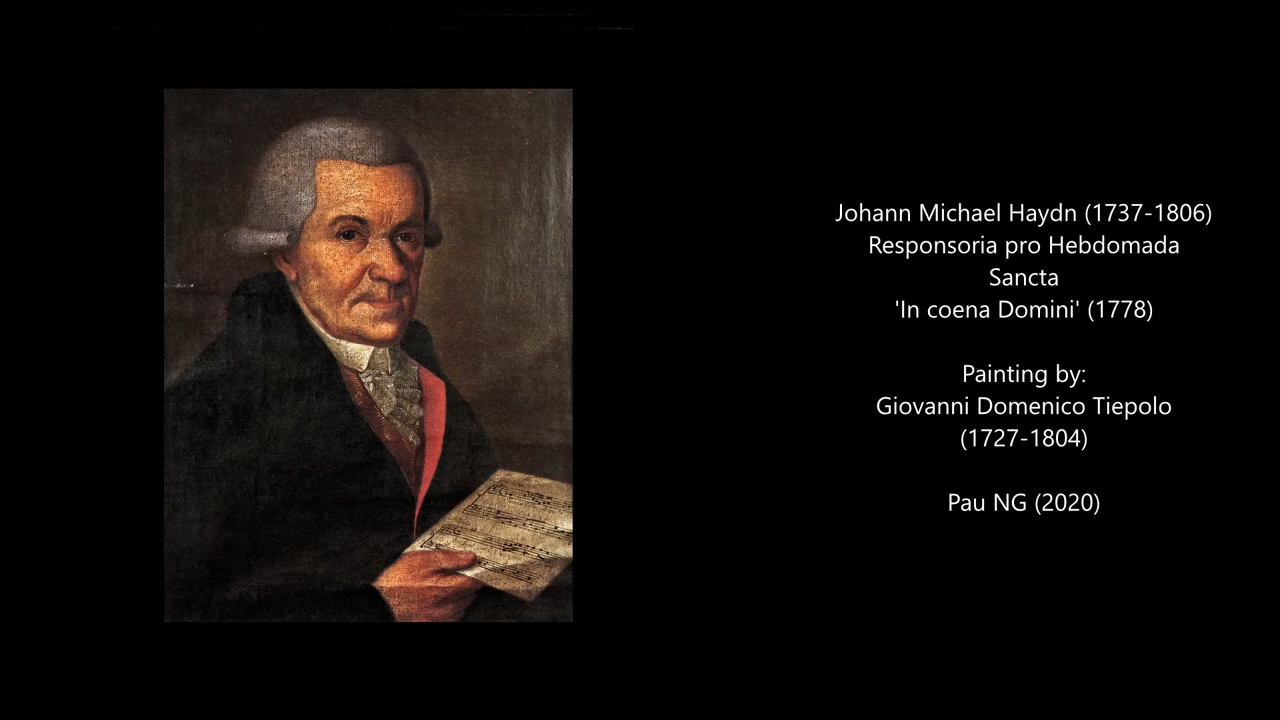 Johann Michael Haydn (1737-1806)
Responsoria pro Hebdomada
Sancta
'In coena Domini' (1778)
Painting by:
Giovanni Domenico Tiepolo
(1727-1804)
Pau NG (2020)